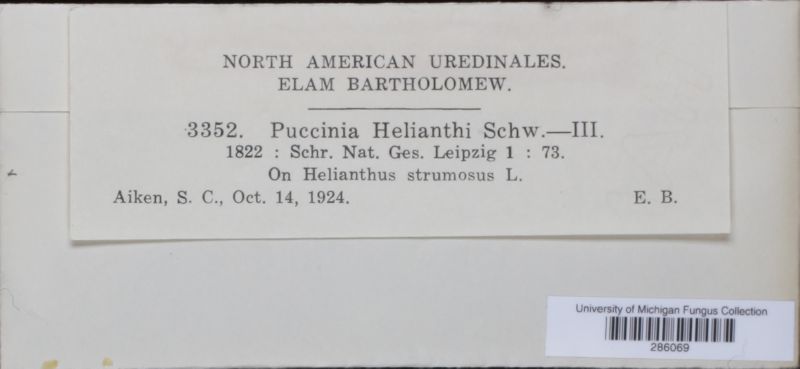 NORTH AMERICAN UREDINALES.
ELAM BARTHOLOMEW.
3352. Puccinia Helianthi Schw.—III.
1822 : Schr. Nat. Ges. Leipzig 1 : 73.
On Helianthus strumosus L.
Aiken, S. C., Oct. 14, 1924. E. B.
University of Michigan Fungus Collection
286069